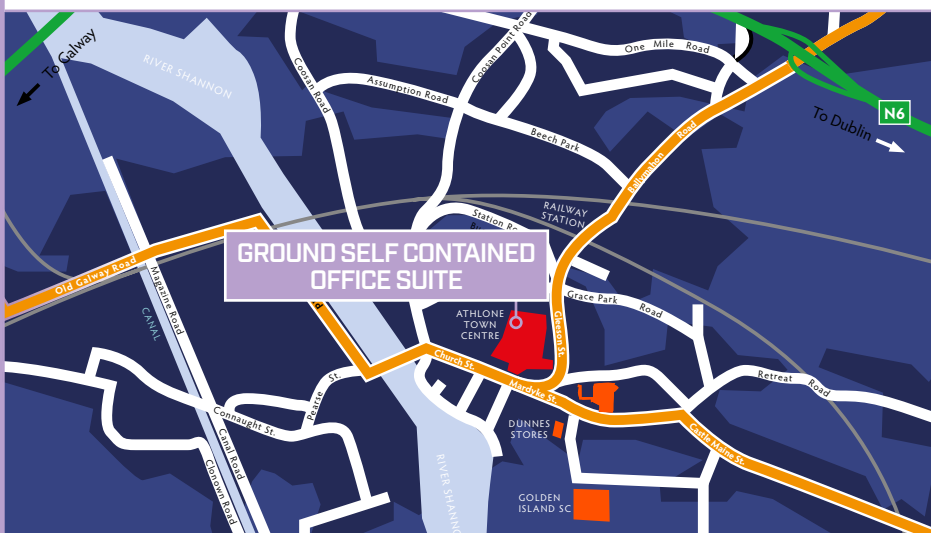 To Galway
RIVER SHANNON
Coosan Road
Coosan Point Road
One Mile Road
Assumption Road
Beech Park
N6
To Dublin
Ballymahon Road
RAILWAY
STATION
Station
Old Galway Road
Magazine Road
CANAL
GROUND SELF CONTAINED
OFFICE SUITE
Grace Park Road
ATHLONE
TOWN
CENTRE
Gleeson St.
Church St.
Mardyke St.
Pearse St.
Connaught St.
Canal Road
Clonown Road
Retreat Road
DUNNES
STORES
Castle Maine St.
RIVER SHANNO
GOLDEN
ISLAND SC